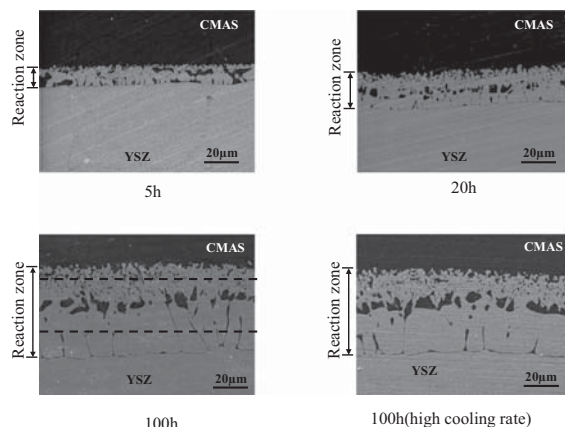 Reaction zone
CMAS
YSZ
20μm
5h
Reaction zone
CMAS
YSZ
20μm
20h
Reaction zone
CMAS
YSZ
20μm
100h
Reaction zone
CMAS
YSZ
20μm
100h(high cooling rate)